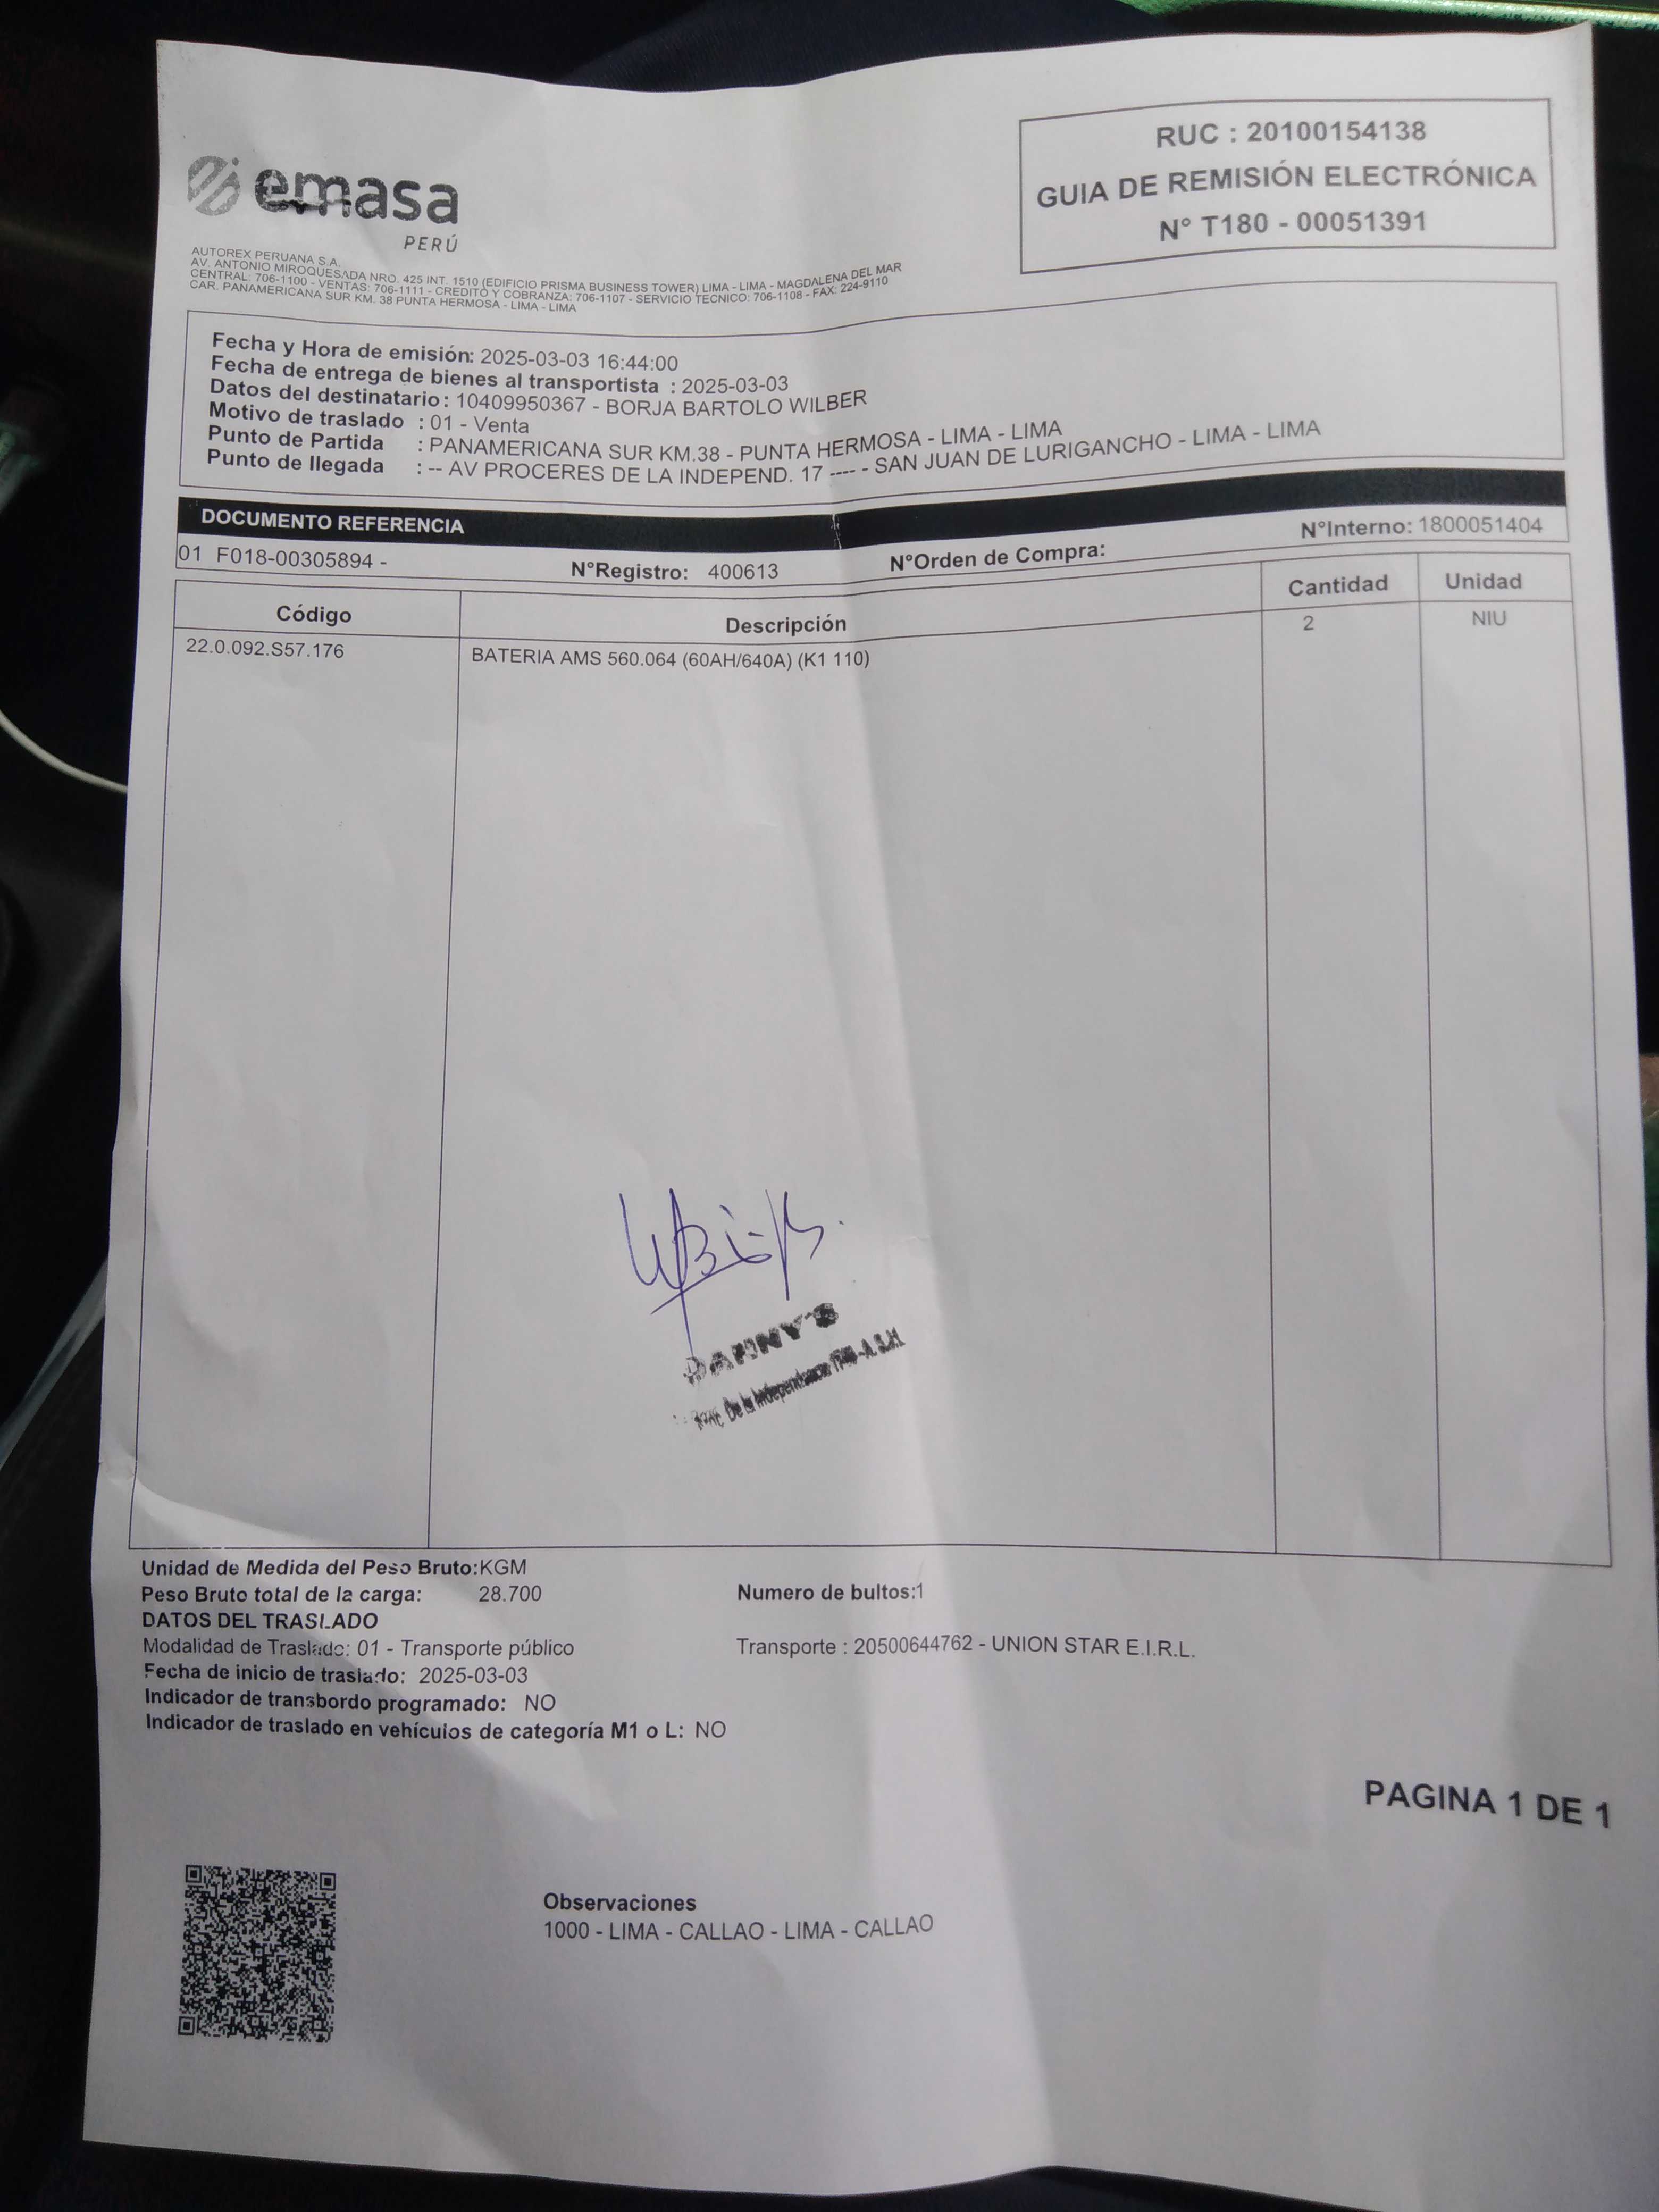 emasa
PERÚ
RUC : 20100154138
GUIA DE REMISIÓN ELECTRÓNICA
N° T180 - 00051391
AUTOREX PERUANA S.A.
AV. ANTONIO MIROQUESADA NRO. 425 INT. 1510 (EDIFICIO PRISMA BUSINESS TOWER) LIMA - LIMA - MAGDALENA DEL MAR
CENTRAL: 706-1100 - VENTAS: 706-1111 - CREDITO Y COBRANZA: 706-1107 - SERVICIO TECNICO: 706-1108 - FAX: 224-9110
CAR. PANAMERICANA SUR KM. 38 PUNTA HERMOSA - LIMA - LIMA
Fecha y Hora de emisión: 2025-03-03 16:44:00
Fecha de entrega de bienes al transportista : 2025-03-03
Datos del destinatario : 10409950367 - BORJA BARTOLO WILBER
Motivo de traslado : 01 - Venta
Punto de Partida : PANAMERICANA SUR KM.38 - PUNTA HERMOSA - LIMA - LIMA
Punto de llegada : -- AV PROCERES DE LA INDEPEND. 17 ---- - SAN JUAN DE LURIGANCHO - LIMA - LIMA
DOCUMENTO REFERENCIA
01 F018-00305894 - N°Registro: 400613 N°Orden de Compra: N°Interno: 1800051404
Código Descripción Cantidad Unidad
22.0.092.S57.176 BATERIA AMS 560.064 (60AH/640A) (K1 110) 2 NIU
DANNY'S
De la Independencia
Unidad de Medida del Peso Bruto:KGM
Peso Bruto total de la carga: 28.700 Numero de bultos:1
DATOS DEL TRASLADO
Modalidad de Traslado: 01 - Transporte público Transporte : 20500644762 - UNION STAR E.I.R.L.
Fecha de inicio de traslado: 2025-03-03
Indicador de transbordo programado: NO
Indicador de traslado en vehículos de categoría M1 o L: NO
PAGINA 1 DE 1
Observaciones
1000 - LIMA - CALLAO - LIMA - CALLAO